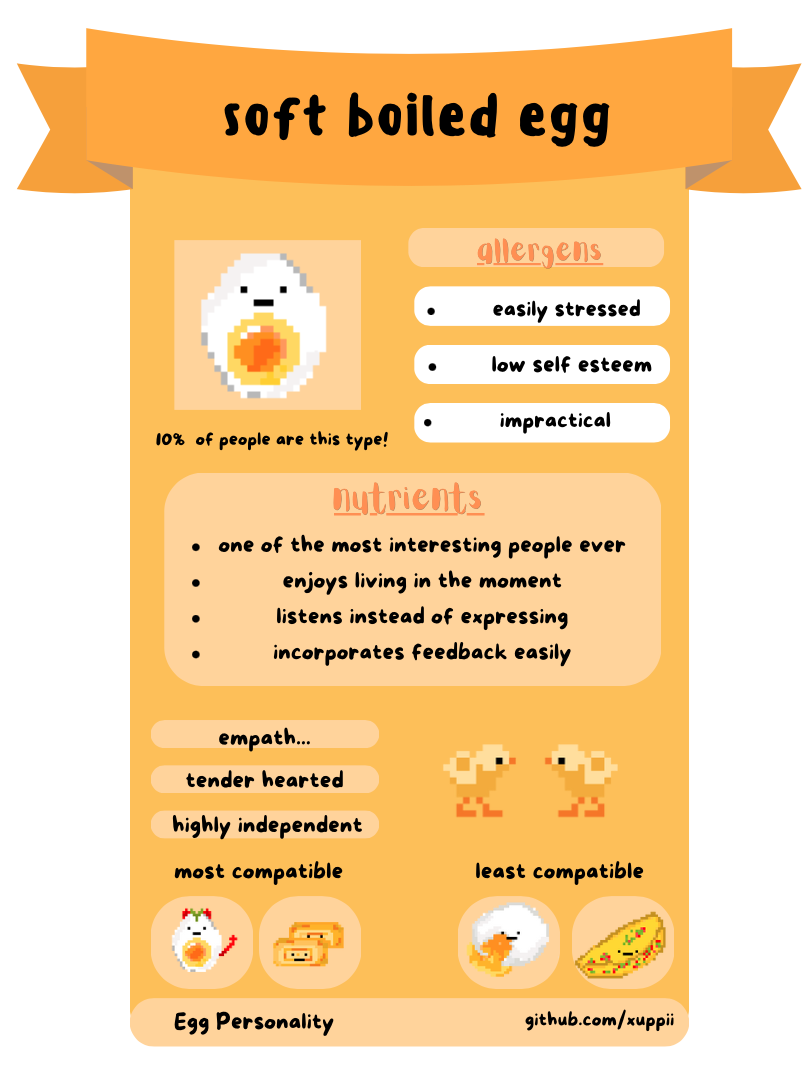 soft boiled egg
allergens
• easily stressed
• low self esteem
• impractical
10% of people are this type!
nutrients
• one of the most interesting people ever
• enjoys living in the moment
• listens instead of expressing
• incorporates feedback easily
empath...
tender hearted
highly independent
most compatible
least compatible
Egg Personality
github.com/xuppii